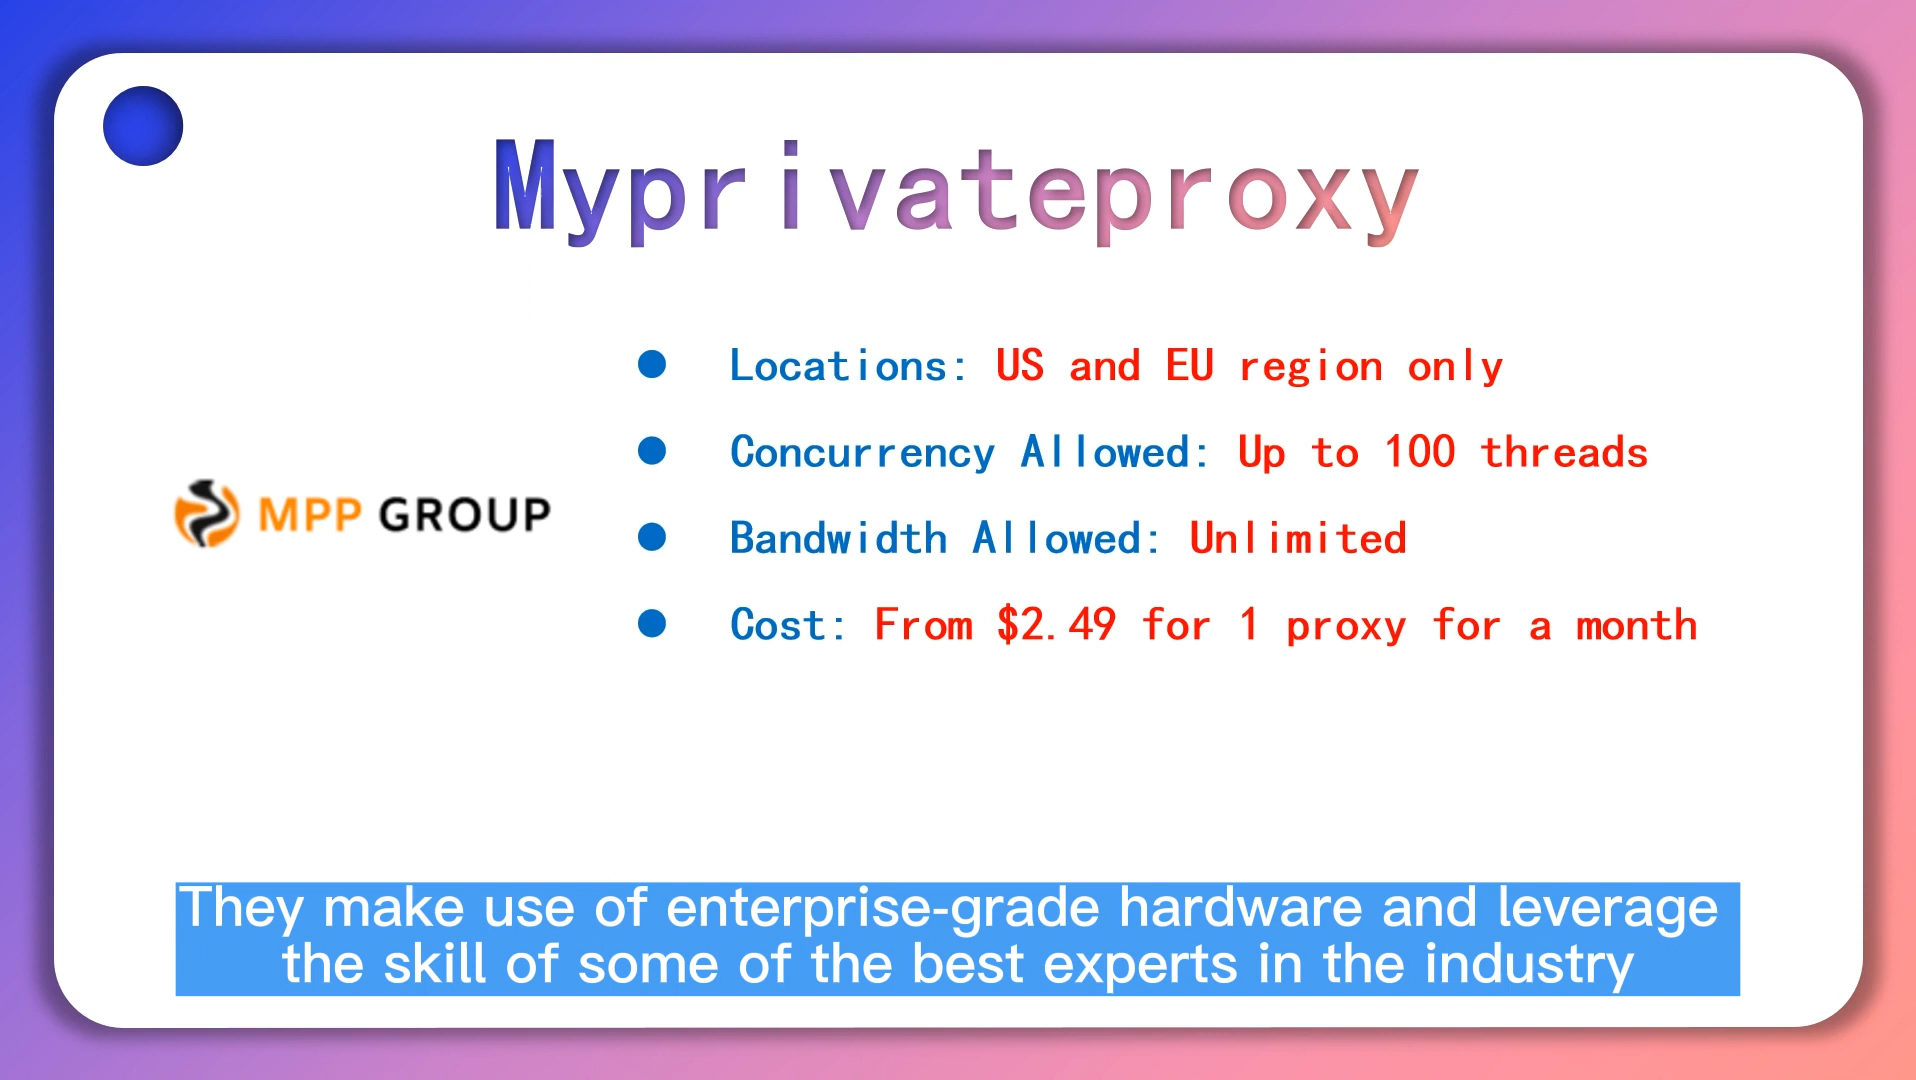 Myprivateproxy
Locations: US and EU region only
Concurrency Allowed: Up to 100 threads
MPP GROUP
Bandwidth Allowed: Unlimited
Cost: From $2.49 for 1 proxy for a month
They make use of enterprise-grade hardware and leverage
the skill of some of the best experts in the industry